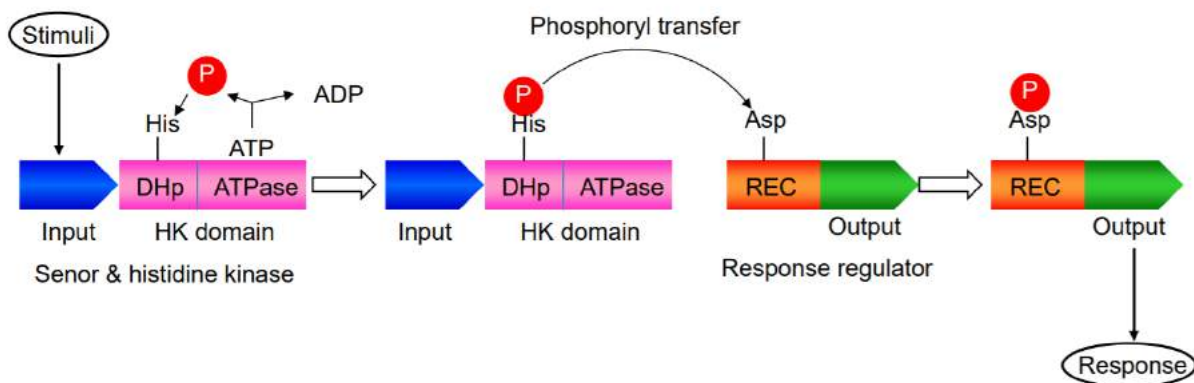 Stimuli
Phosphoryl transfer
P
ADP
His
ATP
P
His
Asp
P
Asp
DHp
ATPase
DHp
ATPase
REC
REC
Input
HK domain
Input
HK domain
Output
Output
Senor & histidine kinase
Response regulator
Response